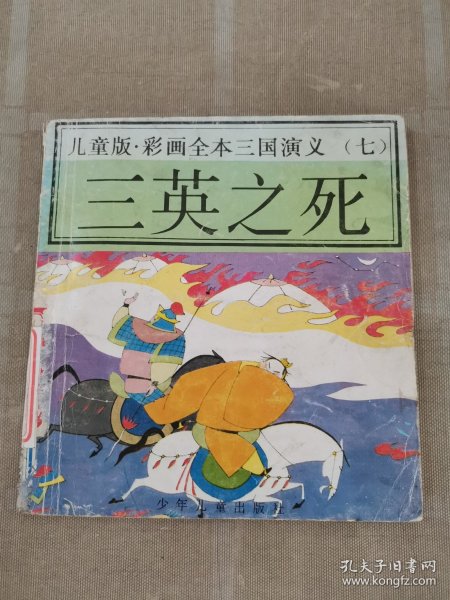 儿童版·彩画全本三国演义（七）
三英之死
少年儿童出版社
孔夫子旧书网
www.kongfz.com